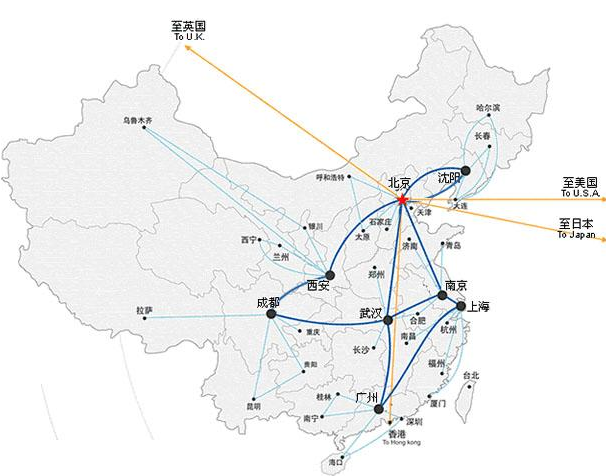 至英国
To U.K.
哈尔滨
乌鲁木齐
长春
沈阳
呼和浩特
北京
至美国
To U.S.A.
大连
天津
石家庄
至日本
To Japan
银川
太原
西宁
济南
青岛
兰州
郑州
西安
南京
成都
上海
拉萨
武汉
合肥
杭州
重庆
南昌
长沙
福州
贵阳
台北
桂林
广州
厦门
昆明
南宁
深圳
香港
To Hong kong
海口